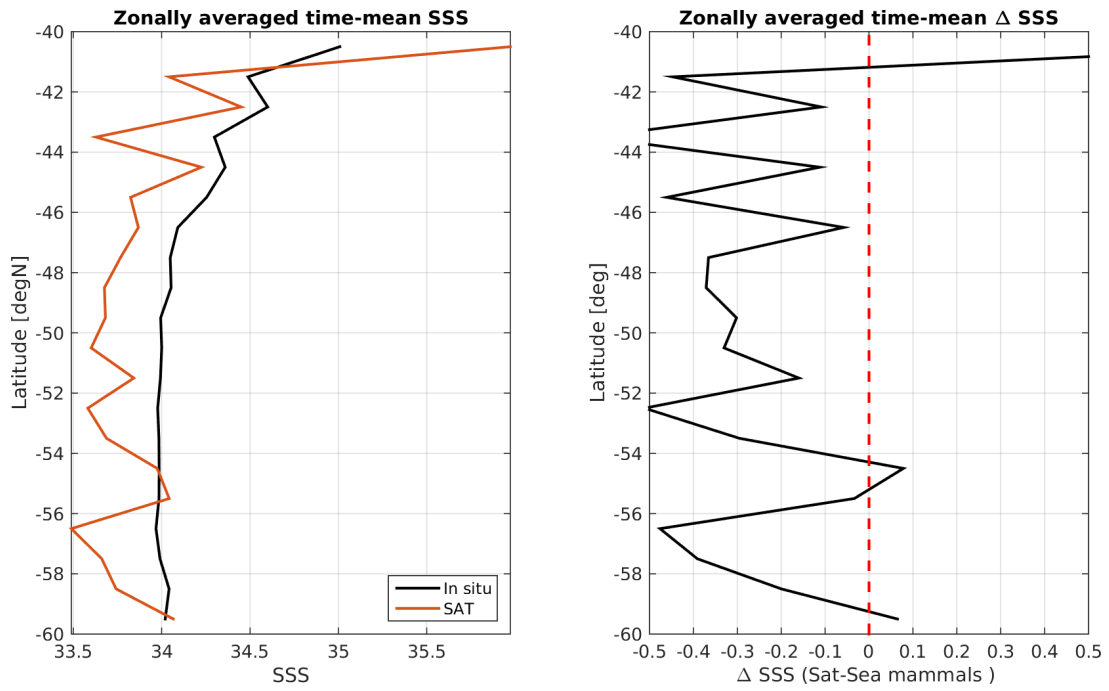 Zonally averaged time-mean SSS
-40
-42
-44
-46
-48
-50
-52
-54
-56
-58
-60
Latitude [degN]
33.5 34 34.5 35 35.5
SSS
In situ
SAT
Zonally averaged time-mean Δ SSS
-40
-42
-44
-46
-48
-50
-52
-54
-56
-58
-60
Latitude [deg]
-0.5 -0.4 -0.3 -0.2 -0.1 0 0.1 0.2 0.3 0.4 0.5
Δ SSS (Sat-Sea mammals )